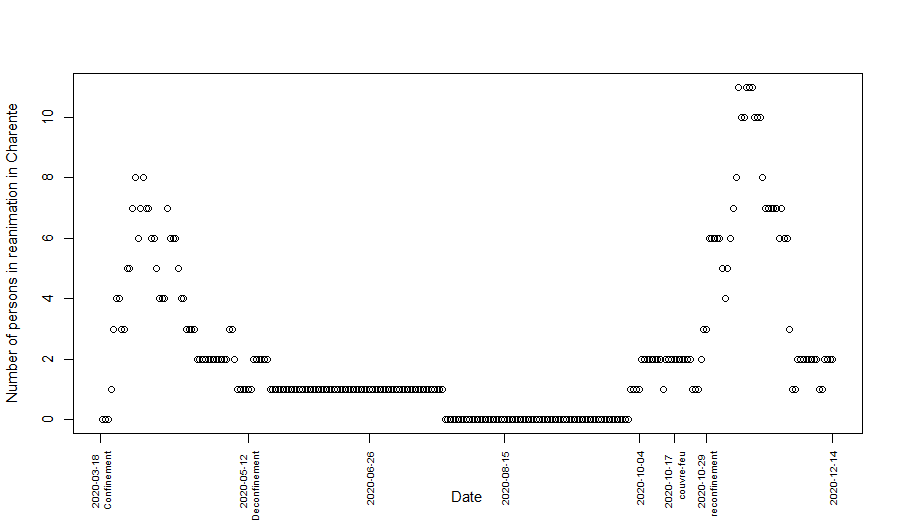 Number of persons in reanimation in Charente
10
8
6
4
2
0
2020-03-18
Confinement
2020-05-12
Deconfinement
2020-06-26
2020-08-15
2020-10-04
2020-10-17
couvre-feu
2020-10-29
reconfinement
2020-12-14
Date